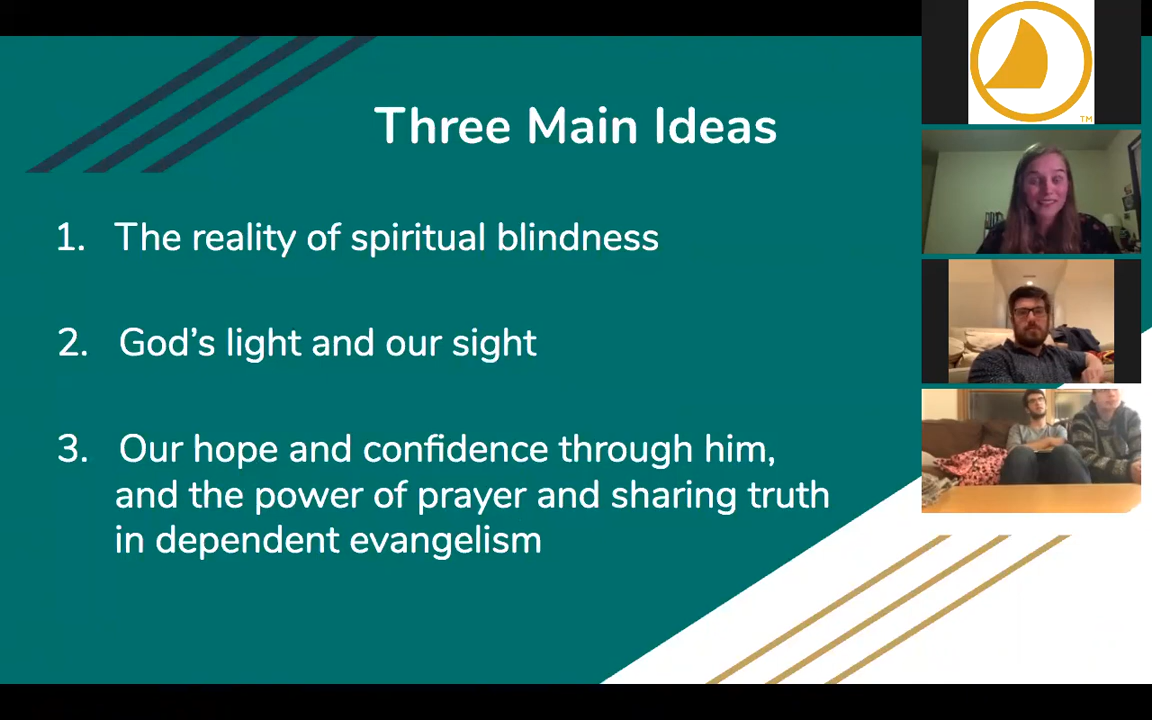 Three Main Ideas
1. The reality of spiritual blindness
2. God’s light and our sight
3. Our hope and confidence through him,
and the power of prayer and sharing truth
in dependent evangelism
TM